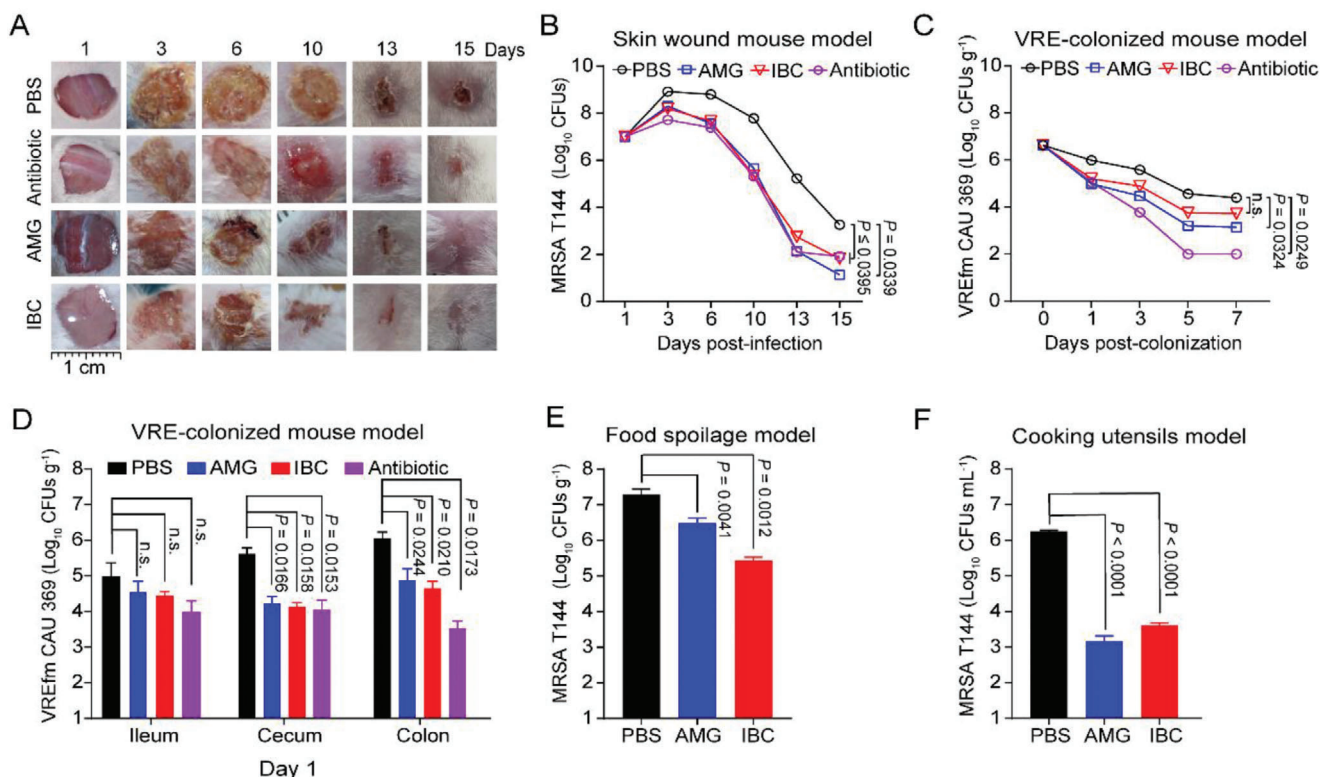 A
1 3 6 10 13 15 Days
PBS
Antibiotic
AMG
IBC
1 cm
B
Skin wound mouse model
PBS AMG IBC Antibiotic
MRSA T144 (Log₁₀ CFUs)
10
8
6
4
2
0
1 3 6 10 13 15
Days post-infection
P ≤ 0.0395
P = 0.0339
C
VRE-colonized mouse model
PBS AMG IBC Antibiotic
VREfm CAU 369 (Log₁₀ CFUs g⁻¹)
10
8
6
4
2
0
0 1 3 5 7
Days post-colonization
n.s.
P = 0.0324
P = 0.0249
D
VRE-colonized mouse model
PBS AMG IBC Antibiotic
VREfm CAU 369 (Log₁₀ CFUs g⁻¹)
7
6
5
4
3
2
1
n.s.
n.s.
n.s.
P = 0.0166
P = 0.0158
P = 0.0153
P = 0.0244
P = 0.0210
P = 0.0173
Ileum Cecum Colon
Day 1
E
Food spoilage model
MRSA T144 (Log₁₀ CFUs g⁻¹)
8
7
6
5
4
3
2
1
P = 0.0041
P = 0.0012
PBS AMG IBC
F
Cooking utensils model
MRSA T144 (Log₁₀ CFUs mL⁻¹)
8
7
6
5
4
3
2
1
P < 0.0001
P < 0.0001
PBS AMG IBC